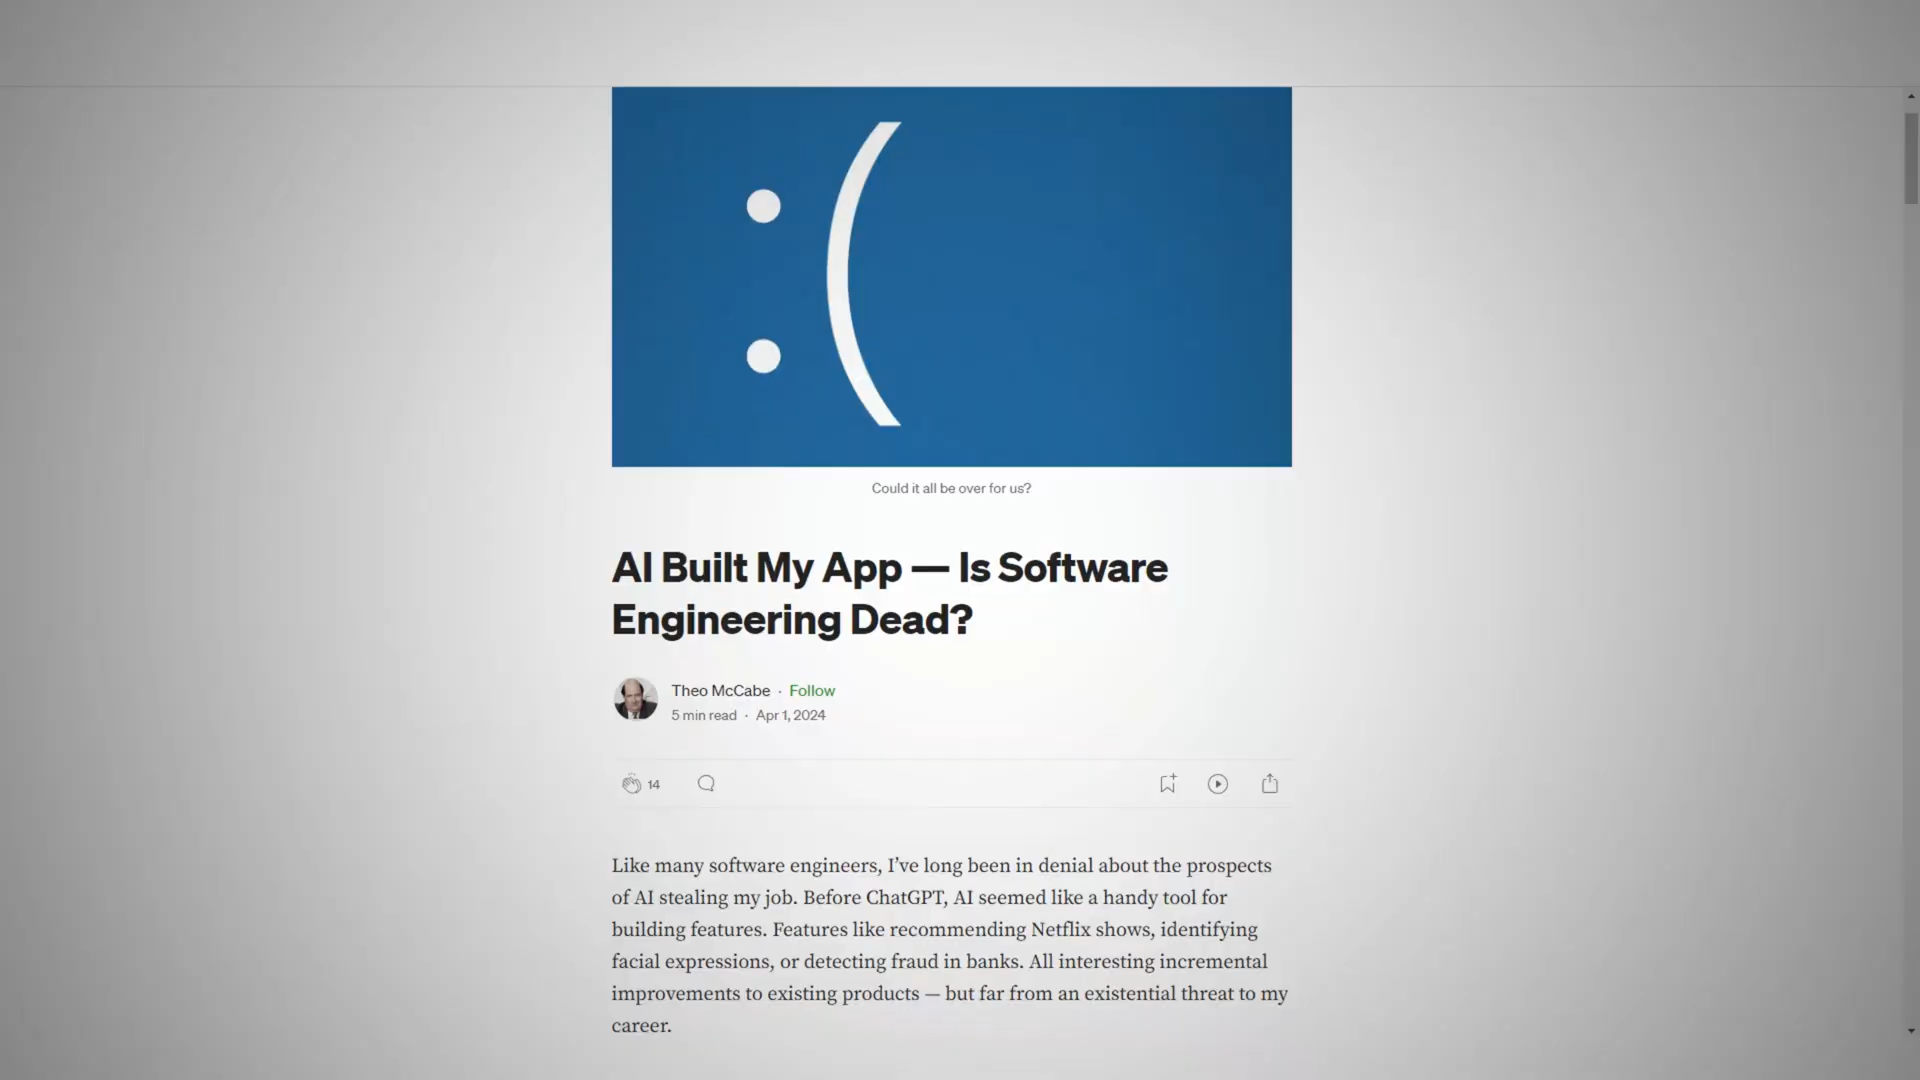 :(
Could it all be over for us?
AI Built My App — Is Software
Engineering Dead?
Theo McCabe · Follow
5 min read · Apr 1, 2024
14
Like many software engineers, I’ve long been in denial about the prospects
of AI stealing my job. Before ChatGPT, AI seemed like a handy tool for
building features. Features like recommending Netflix shows, identifying
facial expressions, or detecting fraud in banks. All interesting incremental
improvements to existing products — but far from an existential threat to my
career.